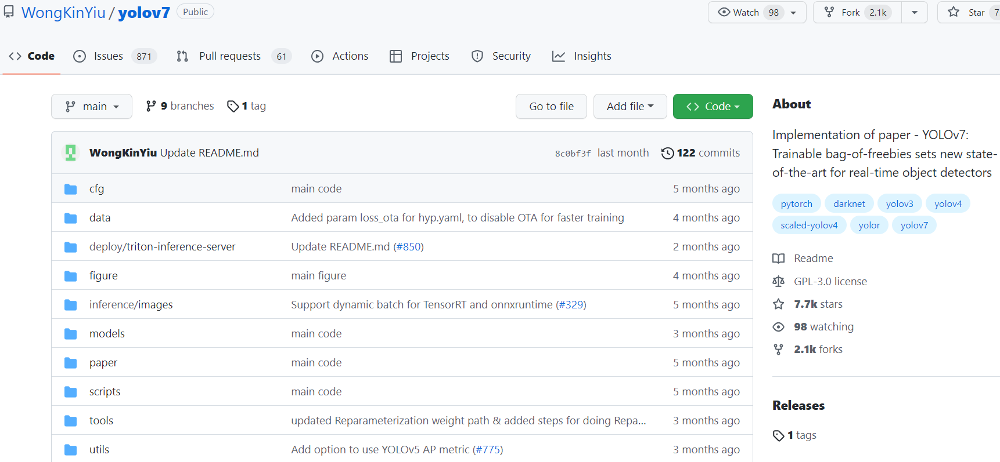 WongKinYiu / yolov7 Public Watch 98 Fork 2.1k Star 7
Code Issues 871 Pull requests 61 Actions Projects Security Insights
main 9 branches 1 tag Go to file Add file Code
WongKinYiu Update README.md 8c0bf3f last month 122 commits
cfg main code 5 months ago
data Added param loss_ota for hyp.yaml, to disable OTA for faster training 4 months ago
deploy/triton-inference-server Update README.md (#850) 2 months ago
figure main figure 4 months ago
inference/images Support dynamic batch for TensorRT and onnxruntime (#329) 5 months ago
models main code 3 months ago
paper main code 5 months ago
scripts main code 5 months ago
tools updated Reparameterization weight path & added steps for doing Repa... 3 months ago
utils Add option to use YOLOv5 AP metric (#775) 3 months ago
About
Implementation of paper - YOLOv7:
Trainable bag-of-freebies sets new state-
of-the-art for real-time object detectors
pytorch darknet yolov3 yolov4
scaled-yolov4 yolor yolov7
Readme
GPL-3.0 license
7.7k stars
98 watching
2.1k forks
Releases
1 tags